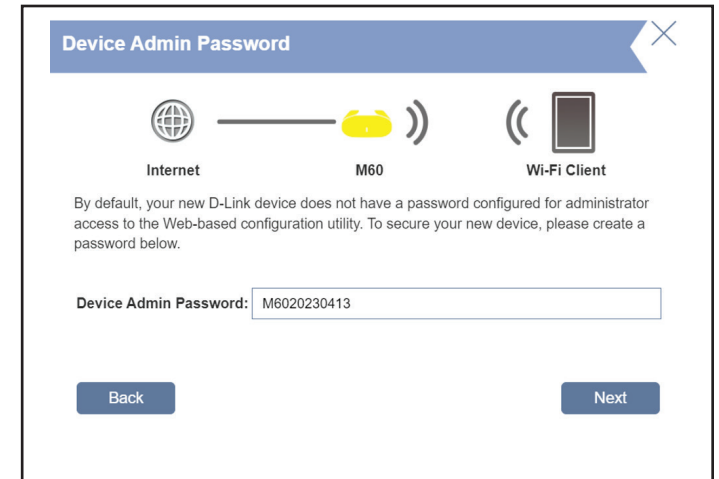 Device Admin Password
Internet
M60
Wi-Fi Client
By default, your new D-Link device does not have a password configured for administrator
access to the Web-based configuration utility. To secure your new device, please create a
password below.
Device Admin Password: M6020230413
Back
Next